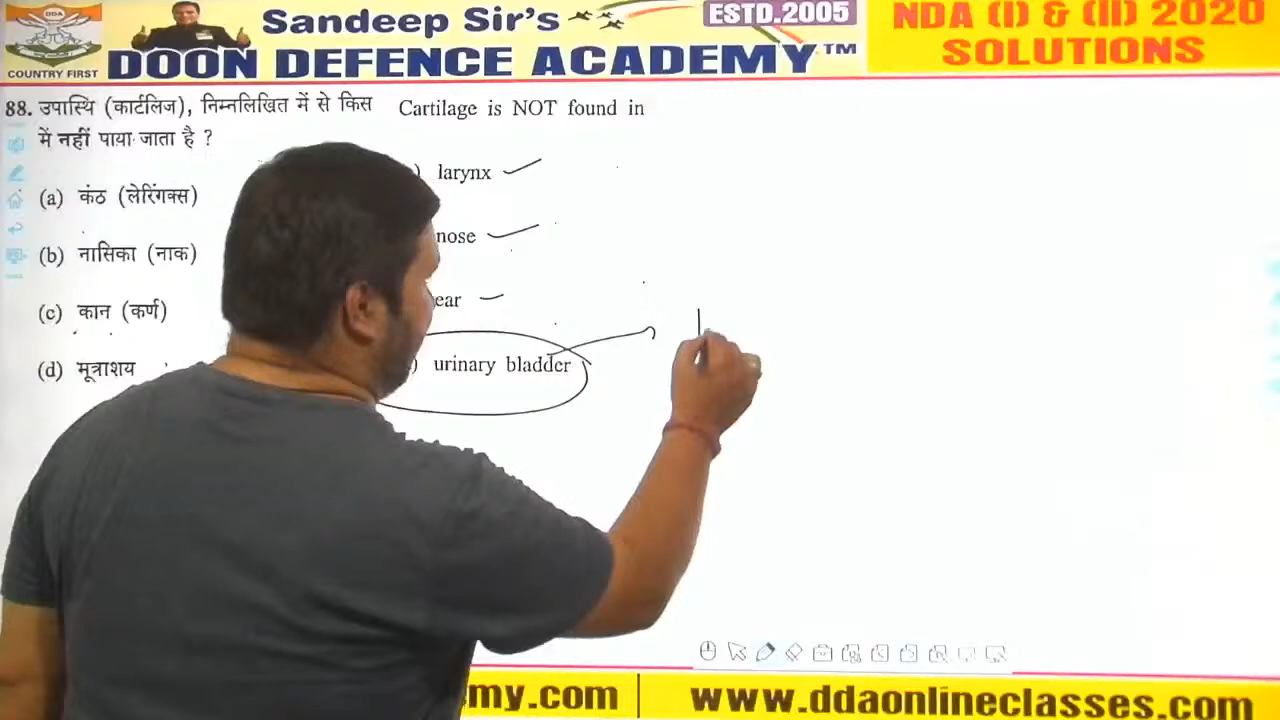 DDA
COUNTRY FIRST
Sandeep Sir's
DOON DEFENCE ACADEMY™
ESTD.2005
NDA (I) & (II) 2020
SOLUTIONS
88. उपास्थि (कार्टलिज), निम्नलिखित में से किस
में नहीं पाया जाता है ?
(a) कंठ (लेरिंगक्स)
(b) नासिका (नाक)
(c) कान (कर्ण)
(d) मूत्राशय
Cartilage is NOT found in
) larynx
nose
ear
) urinary bladder
my.com
www.ddaonlineclasses.com